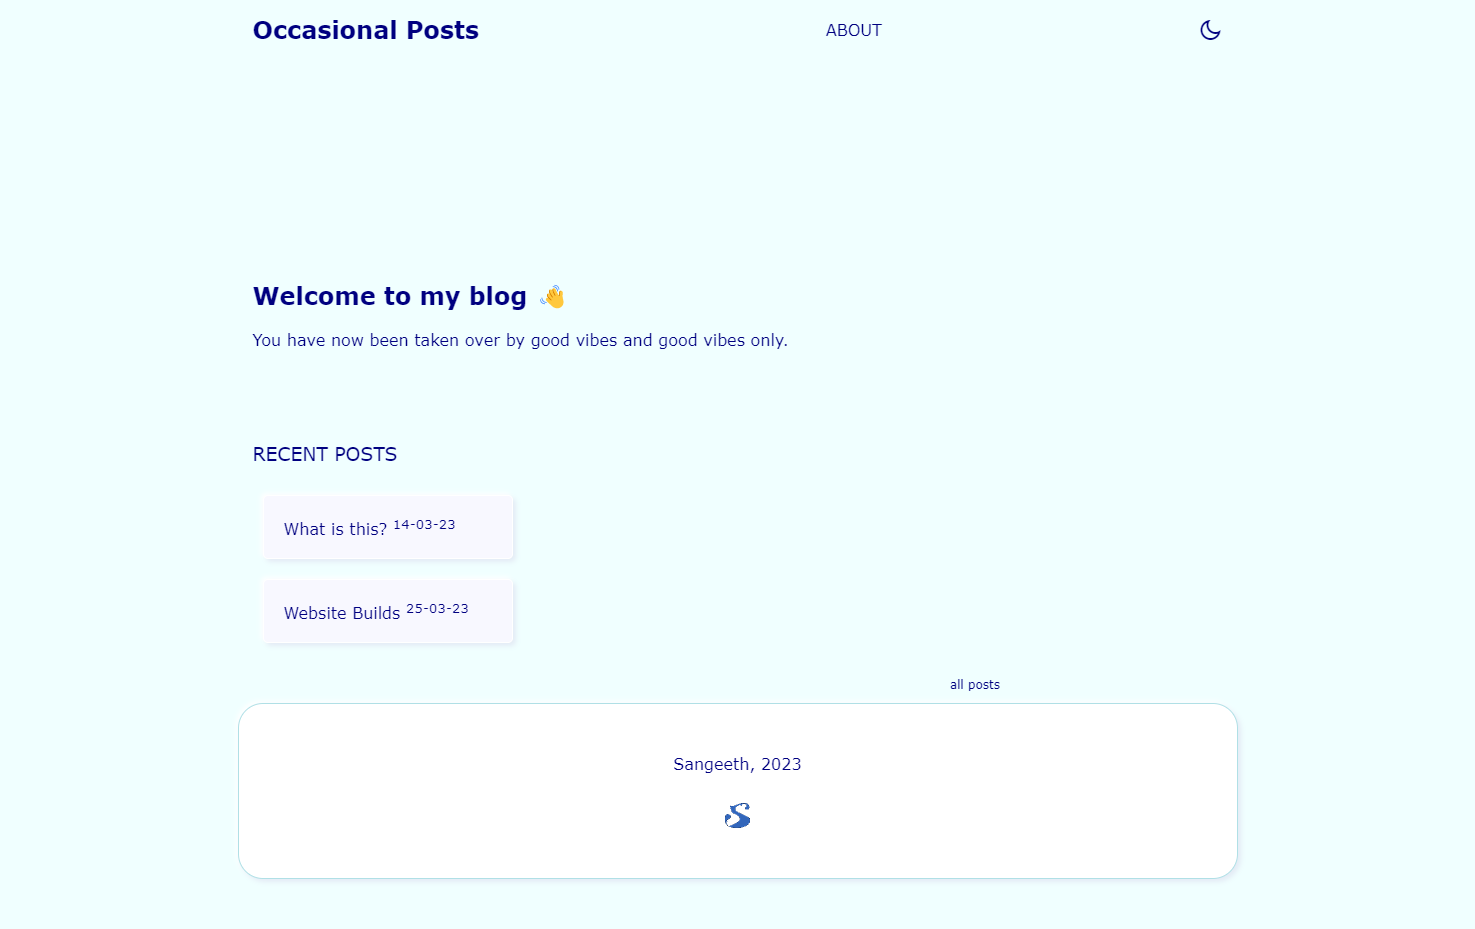 Occasional Posts
ABOUT
Welcome to my blog 👋
You have now been taken over by good vibes and good vibes only.
RECENT POSTS
What is this? 14-03-23
Website Builds 25-03-23
all posts
Sangeeth, 2023
S